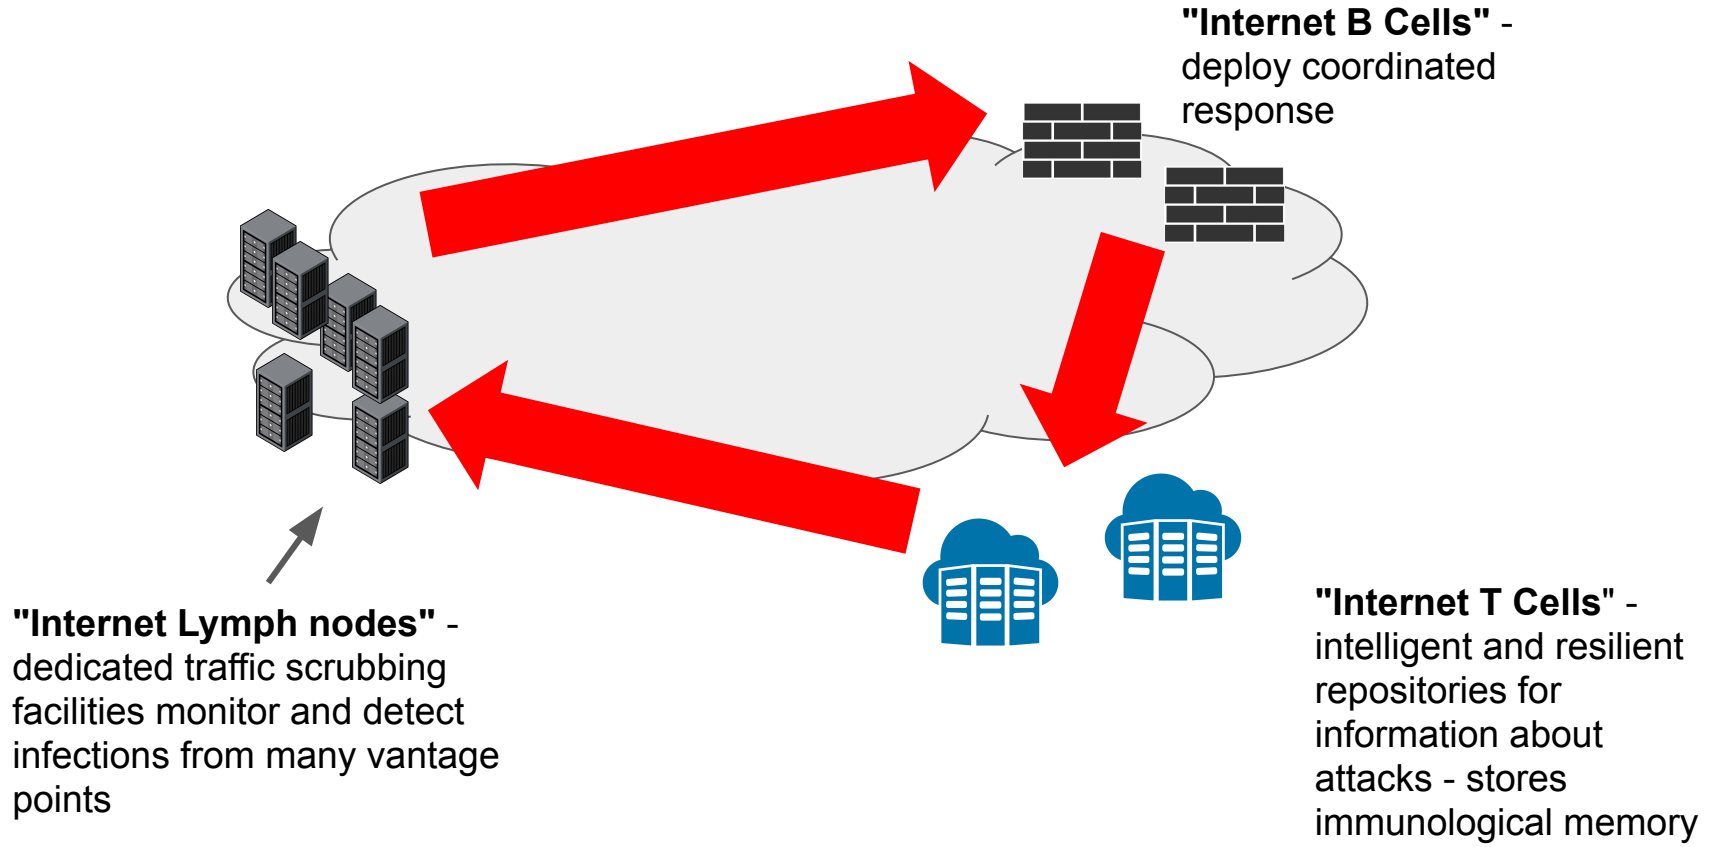 "Internet B Cells" -
deploy coordinated
response
"Internet Lymph nodes" -
dedicated traffic scrubbing
facilities monitor and detect
infections from many vantage
points
"Internet T Cells" -
intelligent and resilient
repositories for
information about
attacks - stores
immunological memory